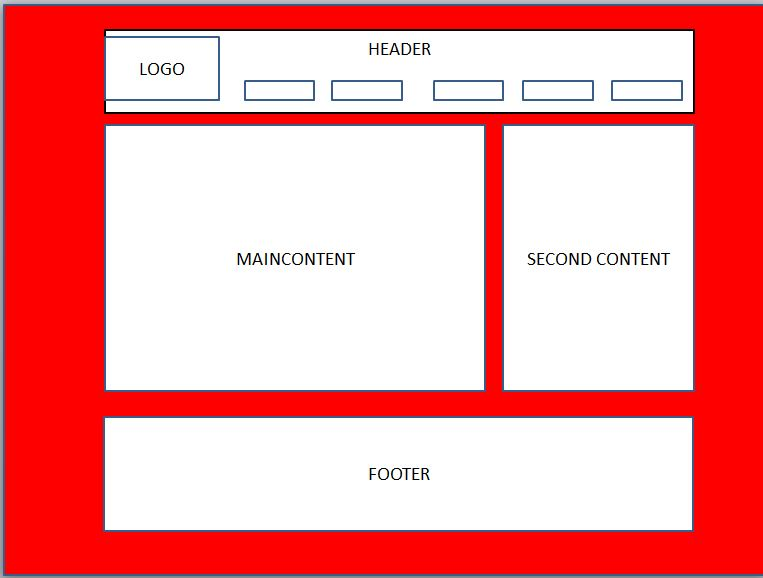 HEADER
LOGO
MAINCONTENT
SECOND CONTENT
FOOTER